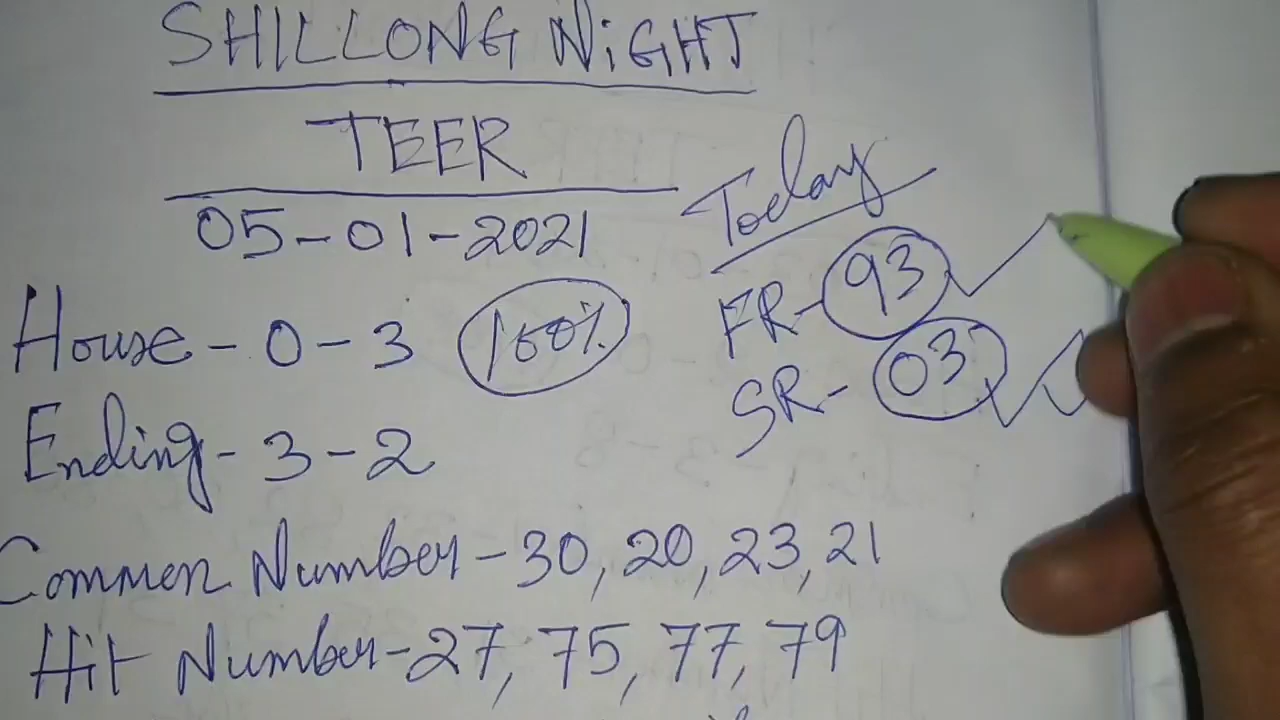 SHILLONG NiGHT
TEER
05-01-2021
Today
FR-93
SR-03
House-0-3 100%
Ending-3-2
Common Number-30,20,23,21
Hit Number-27,75,77,79